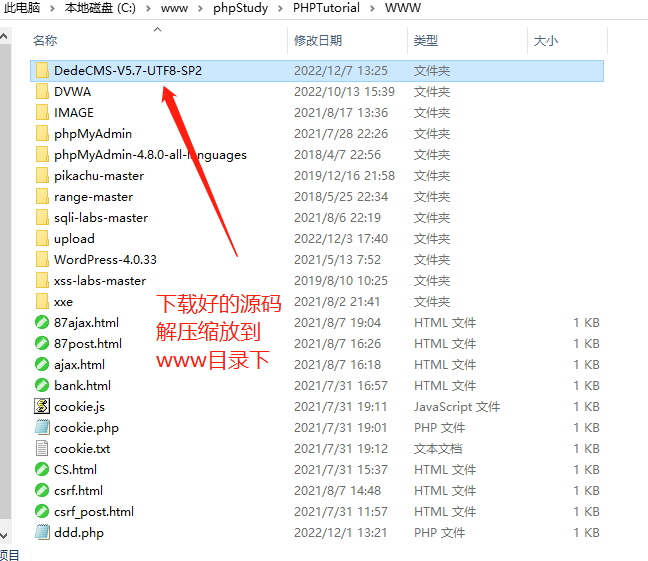 此电脑 > 本地磁盘 (C:) > www > phpStudy > PHPTutorial > WWW
名称 修改日期 类型 大小
DedeCMS-V5.7-UTF8-SP2 2022/12/7 13:25 文件夹
DVWA 2022/10/13 15:39 文件夹
IMAGE 2021/8/17 13:36 文件夹
phpMyAdmin 2021/7/28 22:26 文件夹
phpMyAdmin-4.8.0-all-languages 2018/4/7 22:56 文件夹
pikachu-master 2019/12/16 21:58 文件夹
range-master 2018/5/25 22:34 文件夹
sqli-labs-master 2021/8/6 22:19 文件夹
upload 2022/12/3 17:40 文件夹
WordPress-4.0.33 2021/5/13 7:52 文件夹
xss-labs-master 2019/8/10 10:25 文件夹
xxe 2021/8/2 21:41 文件夹
下载好的源码
解压缩放到
www目录下
87ajax.html 2021/8/7 19:04 HTML 文件 1 KB
87post.html 2021/8/7 16:26 HTML 文件 1 KB
ajax.html 2021/8/7 16:18 HTML 文件 1 KB
bank.html 2021/7/31 16:57 HTML 文件 1 KB
cookie.js 2021/7/31 19:11 JavaScript 文件 1 KB
cookie.php 2021/7/31 19:01 PHP 文件 1 KB
cookie.txt 2021/7/31 19:12 文本文档 1 KB
CS.html 2021/7/31 15:37 HTML 文件 1 KB
csrf.html 2021/8/7 14:48 HTML 文件 1 KB
csrf_post.html 2021/7/31 11:57 HTML 文件 1 KB
ddd.php 2022/12/1 13:21 PHP 文件 1 KB
项目